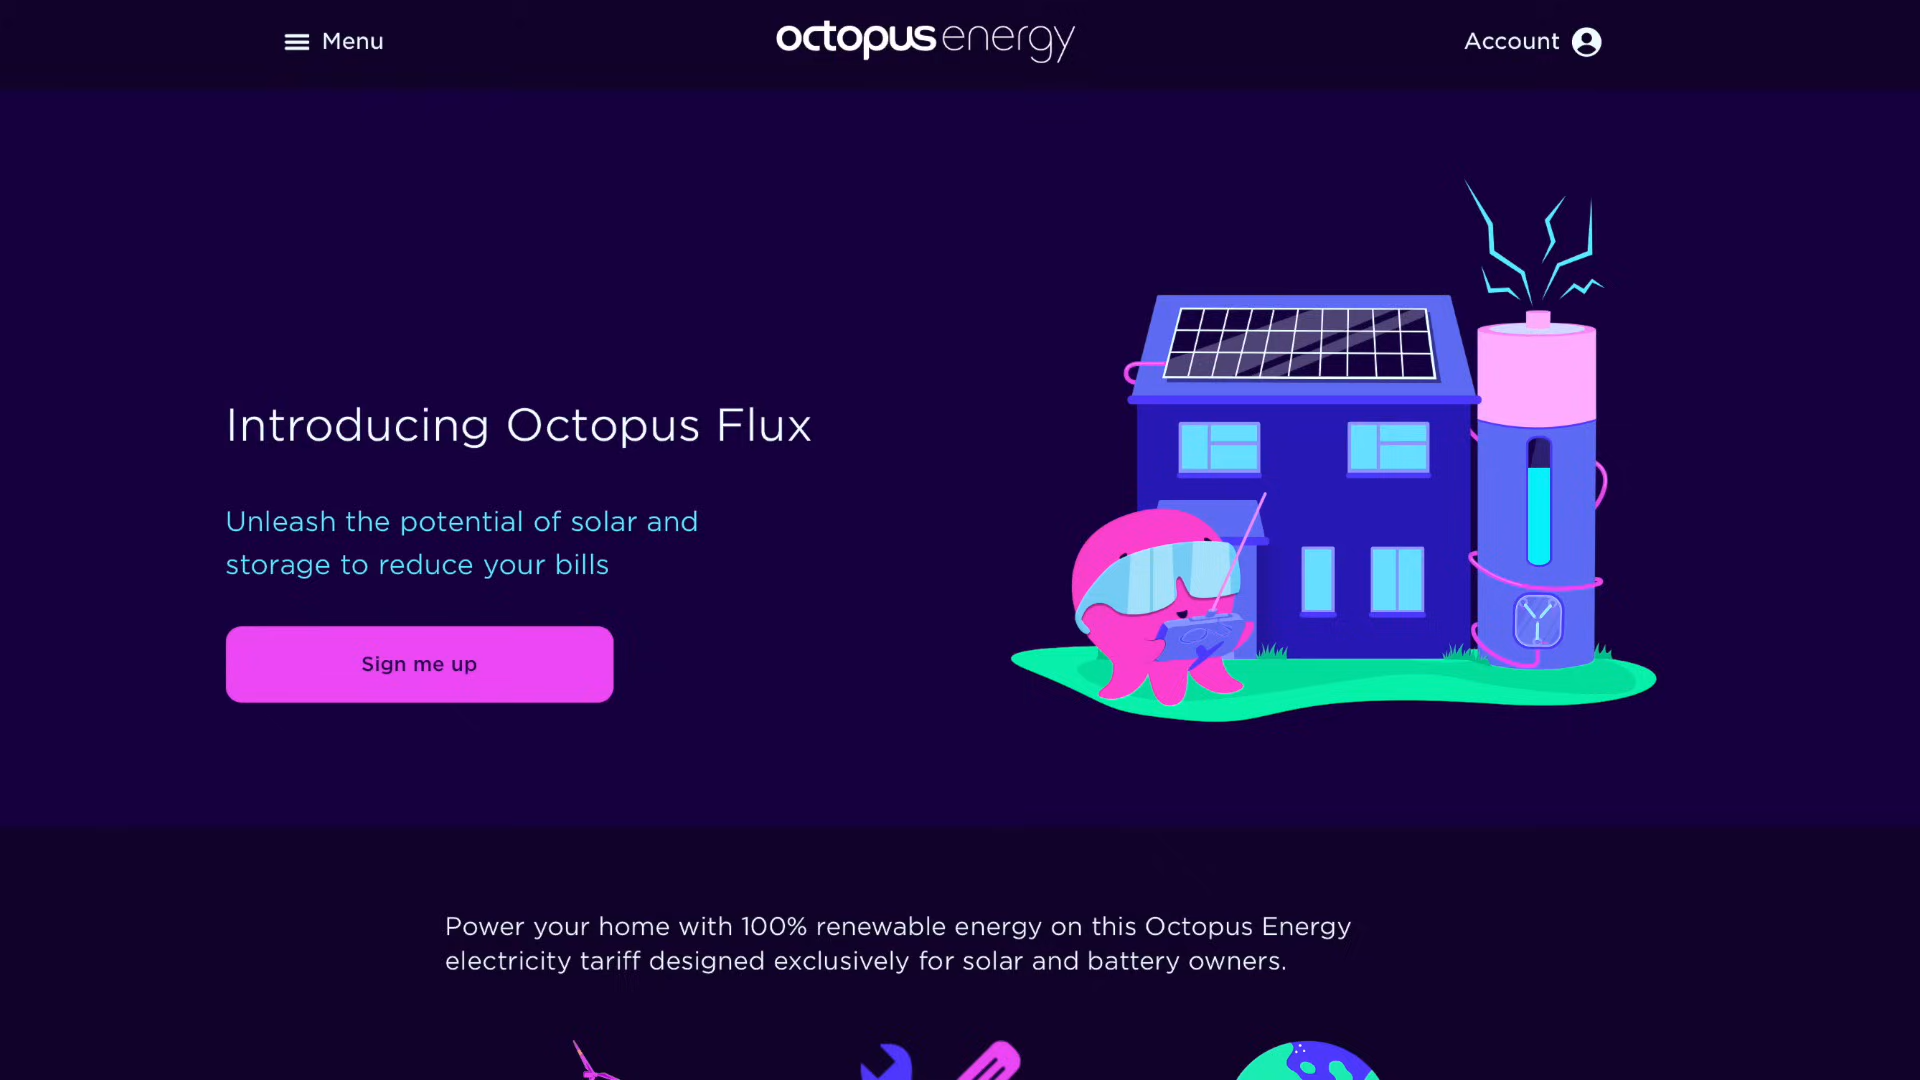 Menu
octopusenergy
Account
Introducing Octopus Flux
Unleash the potential of solar and
storage to reduce your bills
Sign me up
Power your home with 100% renewable energy on this Octopus Energy
electricity tariff designed exclusively for solar and battery owners.